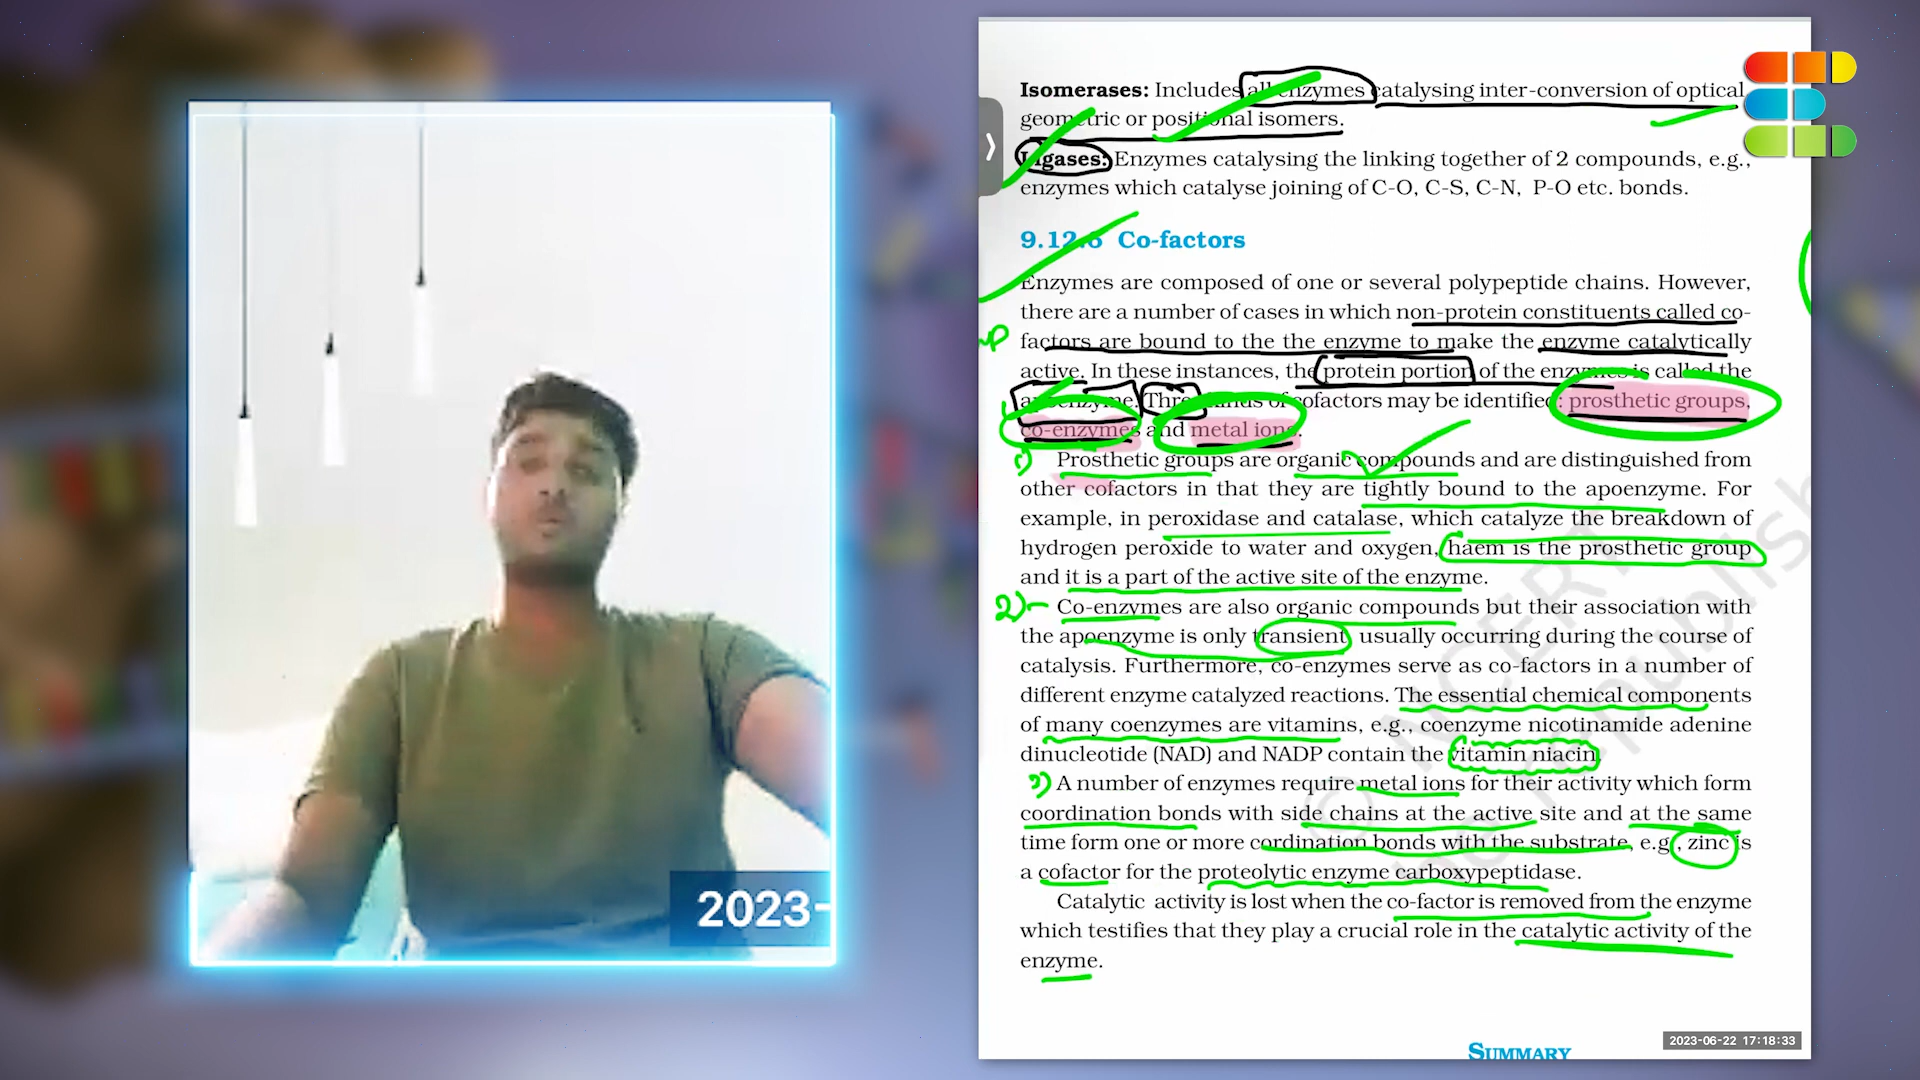 Isomerases: Includes all enzymes catalysing inter-conversion of optical,
geometric or positional isomers.
Ligases: Enzymes catalysing the linking together of 2 compounds, e.g.,
enzymes which catalyse joining of C-O, C-S, C-N, P-O etc. bonds.
9.12.6 Co-factors
Enzymes are composed of one or several polypeptide chains. However,
there are a number of cases in which non-protein constituents called co-
factors are bound to the the enzyme to make the enzyme catalytically
active. In these instances, the protein portion of the enzymes is called the
apoenzyme. Three kinds of cofactors may be identified: prosthetic groups,
co-enzymes and metal ions.
1)
Prosthetic groups are organic compounds and are distinguished from
other cofactors in that they are tightly bound to the apoenzyme. For
example, in peroxidase and catalase, which catalyze the breakdown of
hydrogen peroxide to water and oxygen, haem is the prosthetic group
and it is a part of the active site of the enzyme.
2)- Co-enzymes are also organic compounds but their association with
the apoenzyme is only transient, usually occurring during the course of
catalysis. Furthermore, co-enzymes serve as co-factors in a number of
different enzyme catalyzed reactions. The essential chemical components
of many coenzymes are vitamins, e.g., coenzyme nicotinamide adenine
dinucleotide (NAD) and NADP contain the vitamin niacin.
3) A number of enzymes require metal ions for their activity which form
coordination bonds with side chains at the active site and at the same
time form one or more cordination bonds with the substrate, e.g., zinc is
a cofactor for the proteolytic enzyme carboxypeptidase.
Catalytic activity is lost when the co-factor is removed from the enzyme
which testifies that they play a crucial role in the catalytic activity of the
enzyme.
SUMMARY
2023-06-22 17:18:33
2023-
© NCERT